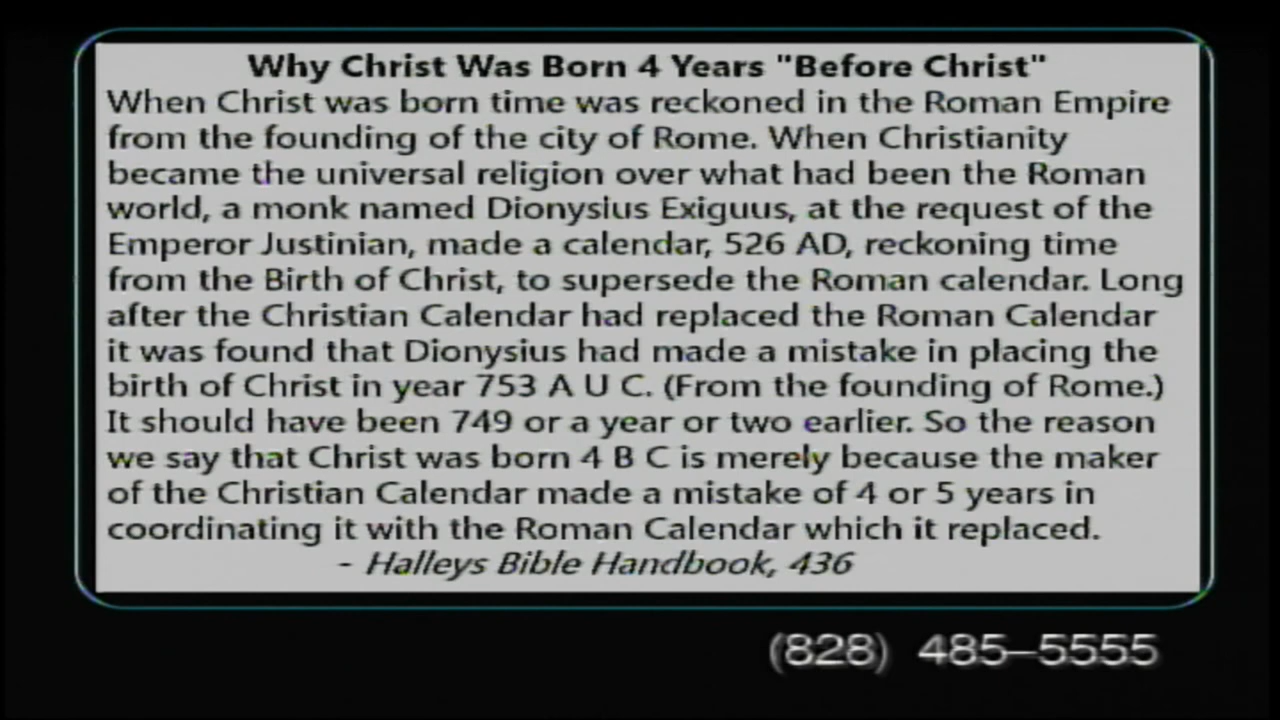 Why Christ Was Born 4 Years "Before Christ"
When Christ was born time was reckoned in the Roman Empire
from the founding of the city of Rome. When Christianity
became the universal religion over what had been the Roman
world, a monk named Dionysius Exiguus, at the request of the
Emperor Justinian, made a calendar, 526 AD, reckoning time
from the Birth of Christ, to supersede the Roman calendar. Long
after the Christian Calendar had replaced the Roman Calendar
it was found that Dionysius had made a mistake in placing the
birth of Christ in year 753 A U C. (From the founding of Rome.)
It should have been 749 or a year or two earlier. So the reason
we say that Christ was born 4 B C is merely because the maker
of the Christian Calendar made a mistake of 4 or 5 years in
coordinating it with the Roman Calendar which it replaced.
- Halleys Bible Handbook, 436
(828) 485–5555